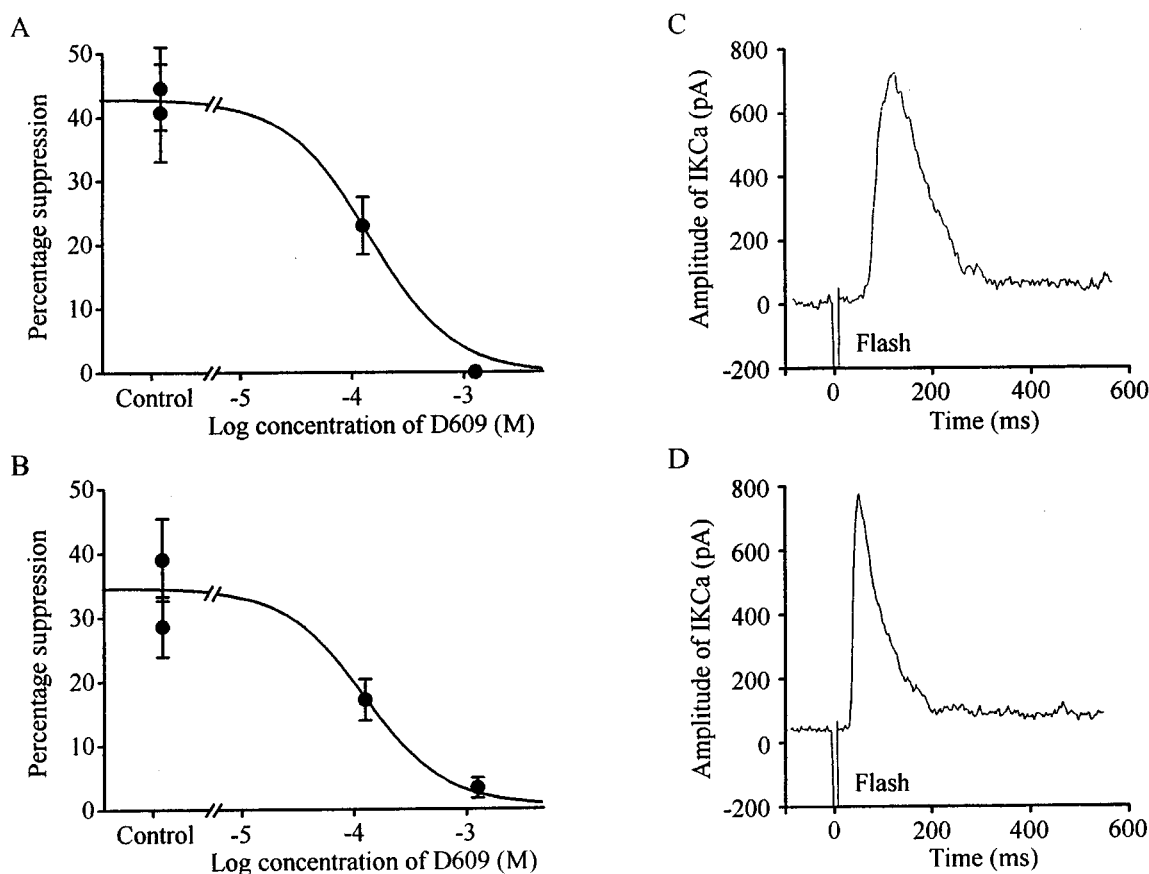 A
Percentage suppression
50
40
30
20
10
0
Control
-5
-4
-3
Log concentration of D609 (M)
B
Percentage suppression
50
40
30
20
10
0
Control
-5
-4
-3
Log concentration of D609 (M)
C
Amplitude of IKCa (pA)
800
600
400
200
0
-200
Flash
0
200
400
600
Time (ms)
D
Amplitude of IKCa (pA)
800
600
400
200
0
-200
Flash
0
200
400
600
Time (ms)